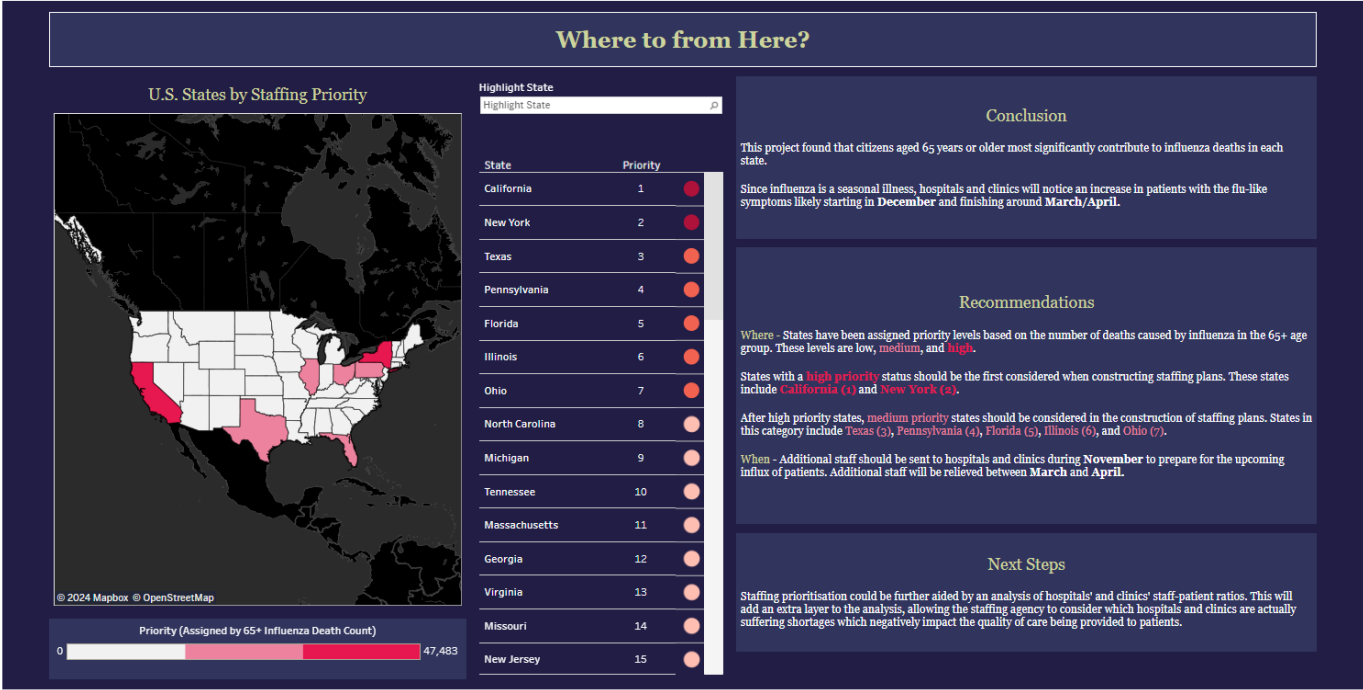 Where to from Here?
U.S. States by Staffing Priority
© 2024 Mapbox © OpenStreetMap
Priority (Assigned by 65+ Influenza Death Count)
0 47,483
Highlight State
Highlight State
State Priority
California 1
New York 2
Texas 3
Pennsylvania 4
Florida 5
Illinois 6
Ohio 7
North Carolina 8
Michigan 9
Tennessee 10
Massachusetts 11
Georgia 12
Virginia 13
Missouri 14
New Jersey 15
Conclusion
This project found that citizens aged 65 years or older most significantly contribute to influenza deaths in each
state.
Since influenza is a seasonal illness, hospitals and clinics will notice an increase in patients with the flu-like
symptoms likely starting in December and finishing around March/April.
Recommendations
Where - States have been assigned priority levels based on the number of deaths caused by influenza in the 65+ age
group. These levels are low, medium, and high.
States with a high priority status should be the first considered when constructing staffing plans. These states
include California (1) and New York (2).
After high priority states, medium priority states should be considered in the construction of staffing plans. States in
this category include Texas (3), Pennsylvania (4), Florida (5), Illinois (6), and Ohio (7).
When - Additional staff should be sent to hospitals and clinics during November to prepare for the upcoming
influx of patients. Additional staff will be relieved between March and April.
Next Steps
Staffing prioritisation could be further aided by an analysis of hospitals' and clinics' staff-patient ratios. This will
add an extra layer to the analysis, allowing the staffing agency to consider which hospitals and clinics are actually
suffering shortages which negatively impact the quality of care being provided to patients.